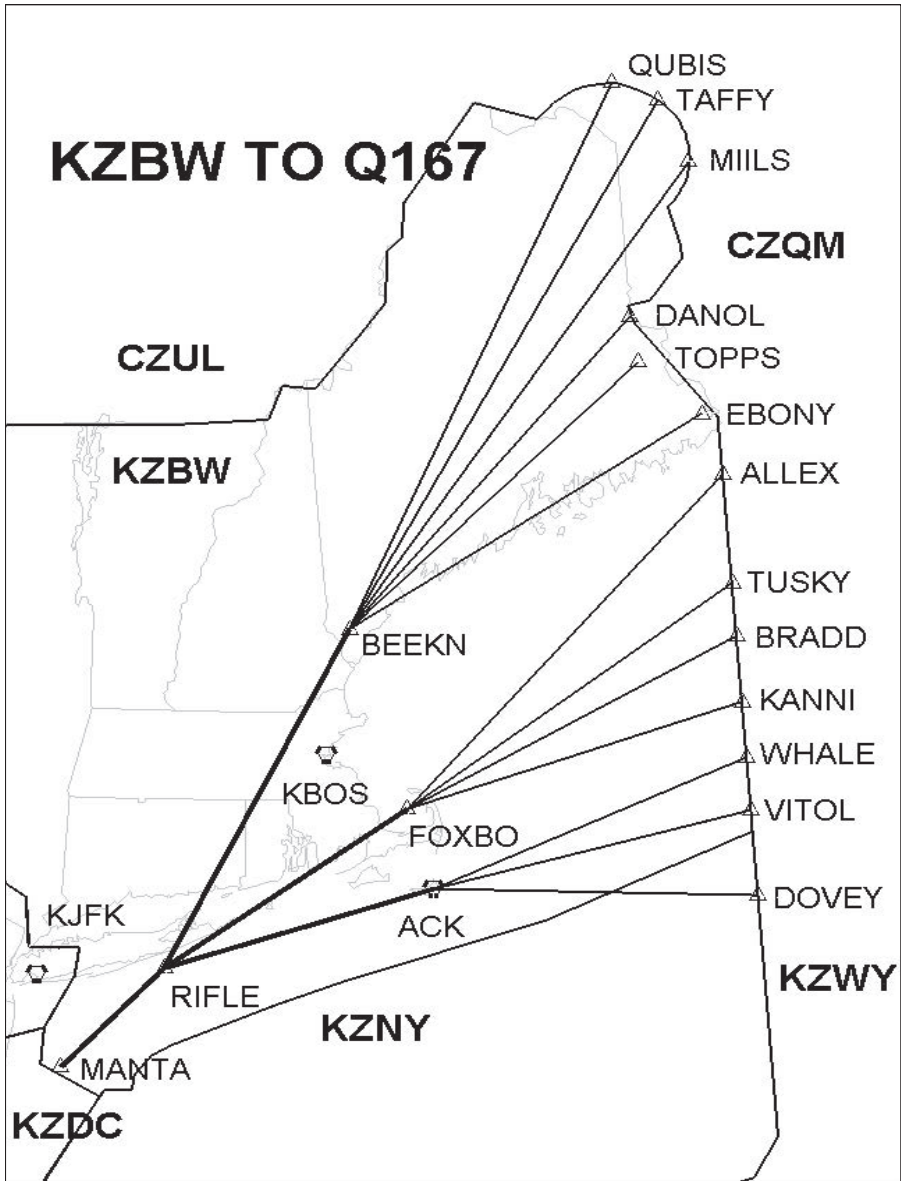 QUBIS
TAFFY
KZBW TO Q167
MIILS
CZQM
DANOL
CZUL
TOPPS
EBONY
KZBW
ALLEX
TUSKY
BEEKN
BRADD
KANNI
WHALE
KBOS
VITOL
FOXBO
DOVEY
KJFK
ACK
KZWY
RIFLE
KZNY
MANTA
KZDC